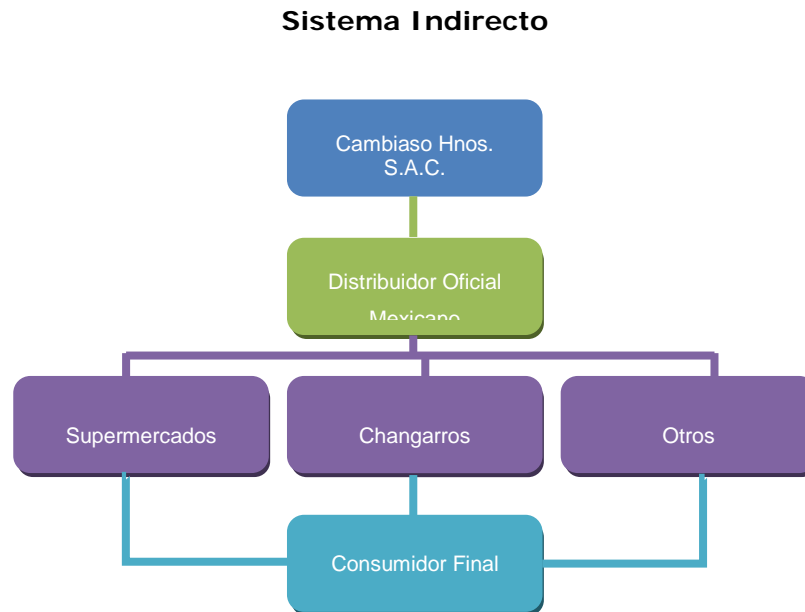 Sistema Indirecto
Cambiaso Hnos.
S.A.C.
Distribuidor Oficial
Mexicano
Supermercados
Changarros
Otros
Consumidor Final